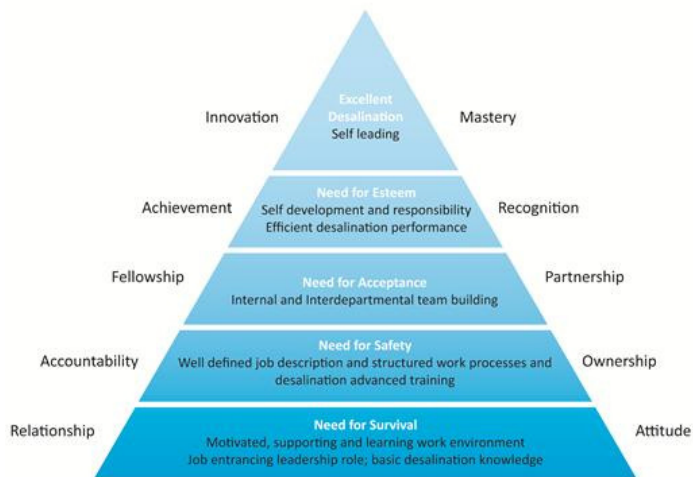 Excellent
Desalination
Self leading
Innovation
Mastery
Need for Esteem
Self development and responsibility
Efficient desalination performance
Achievement
Recognition
Need for Acceptance
Internal and Interdepartmental team building
Fellowship
Partnership
Need for Safety
Well defined job description and structured work processes and
desalination advanced training
Accountability
Ownership
Need for Survival
Motivated, supporting and learning work environment
Job entrancing leadership role; basic desalination knowledge
Relationship
Attitude